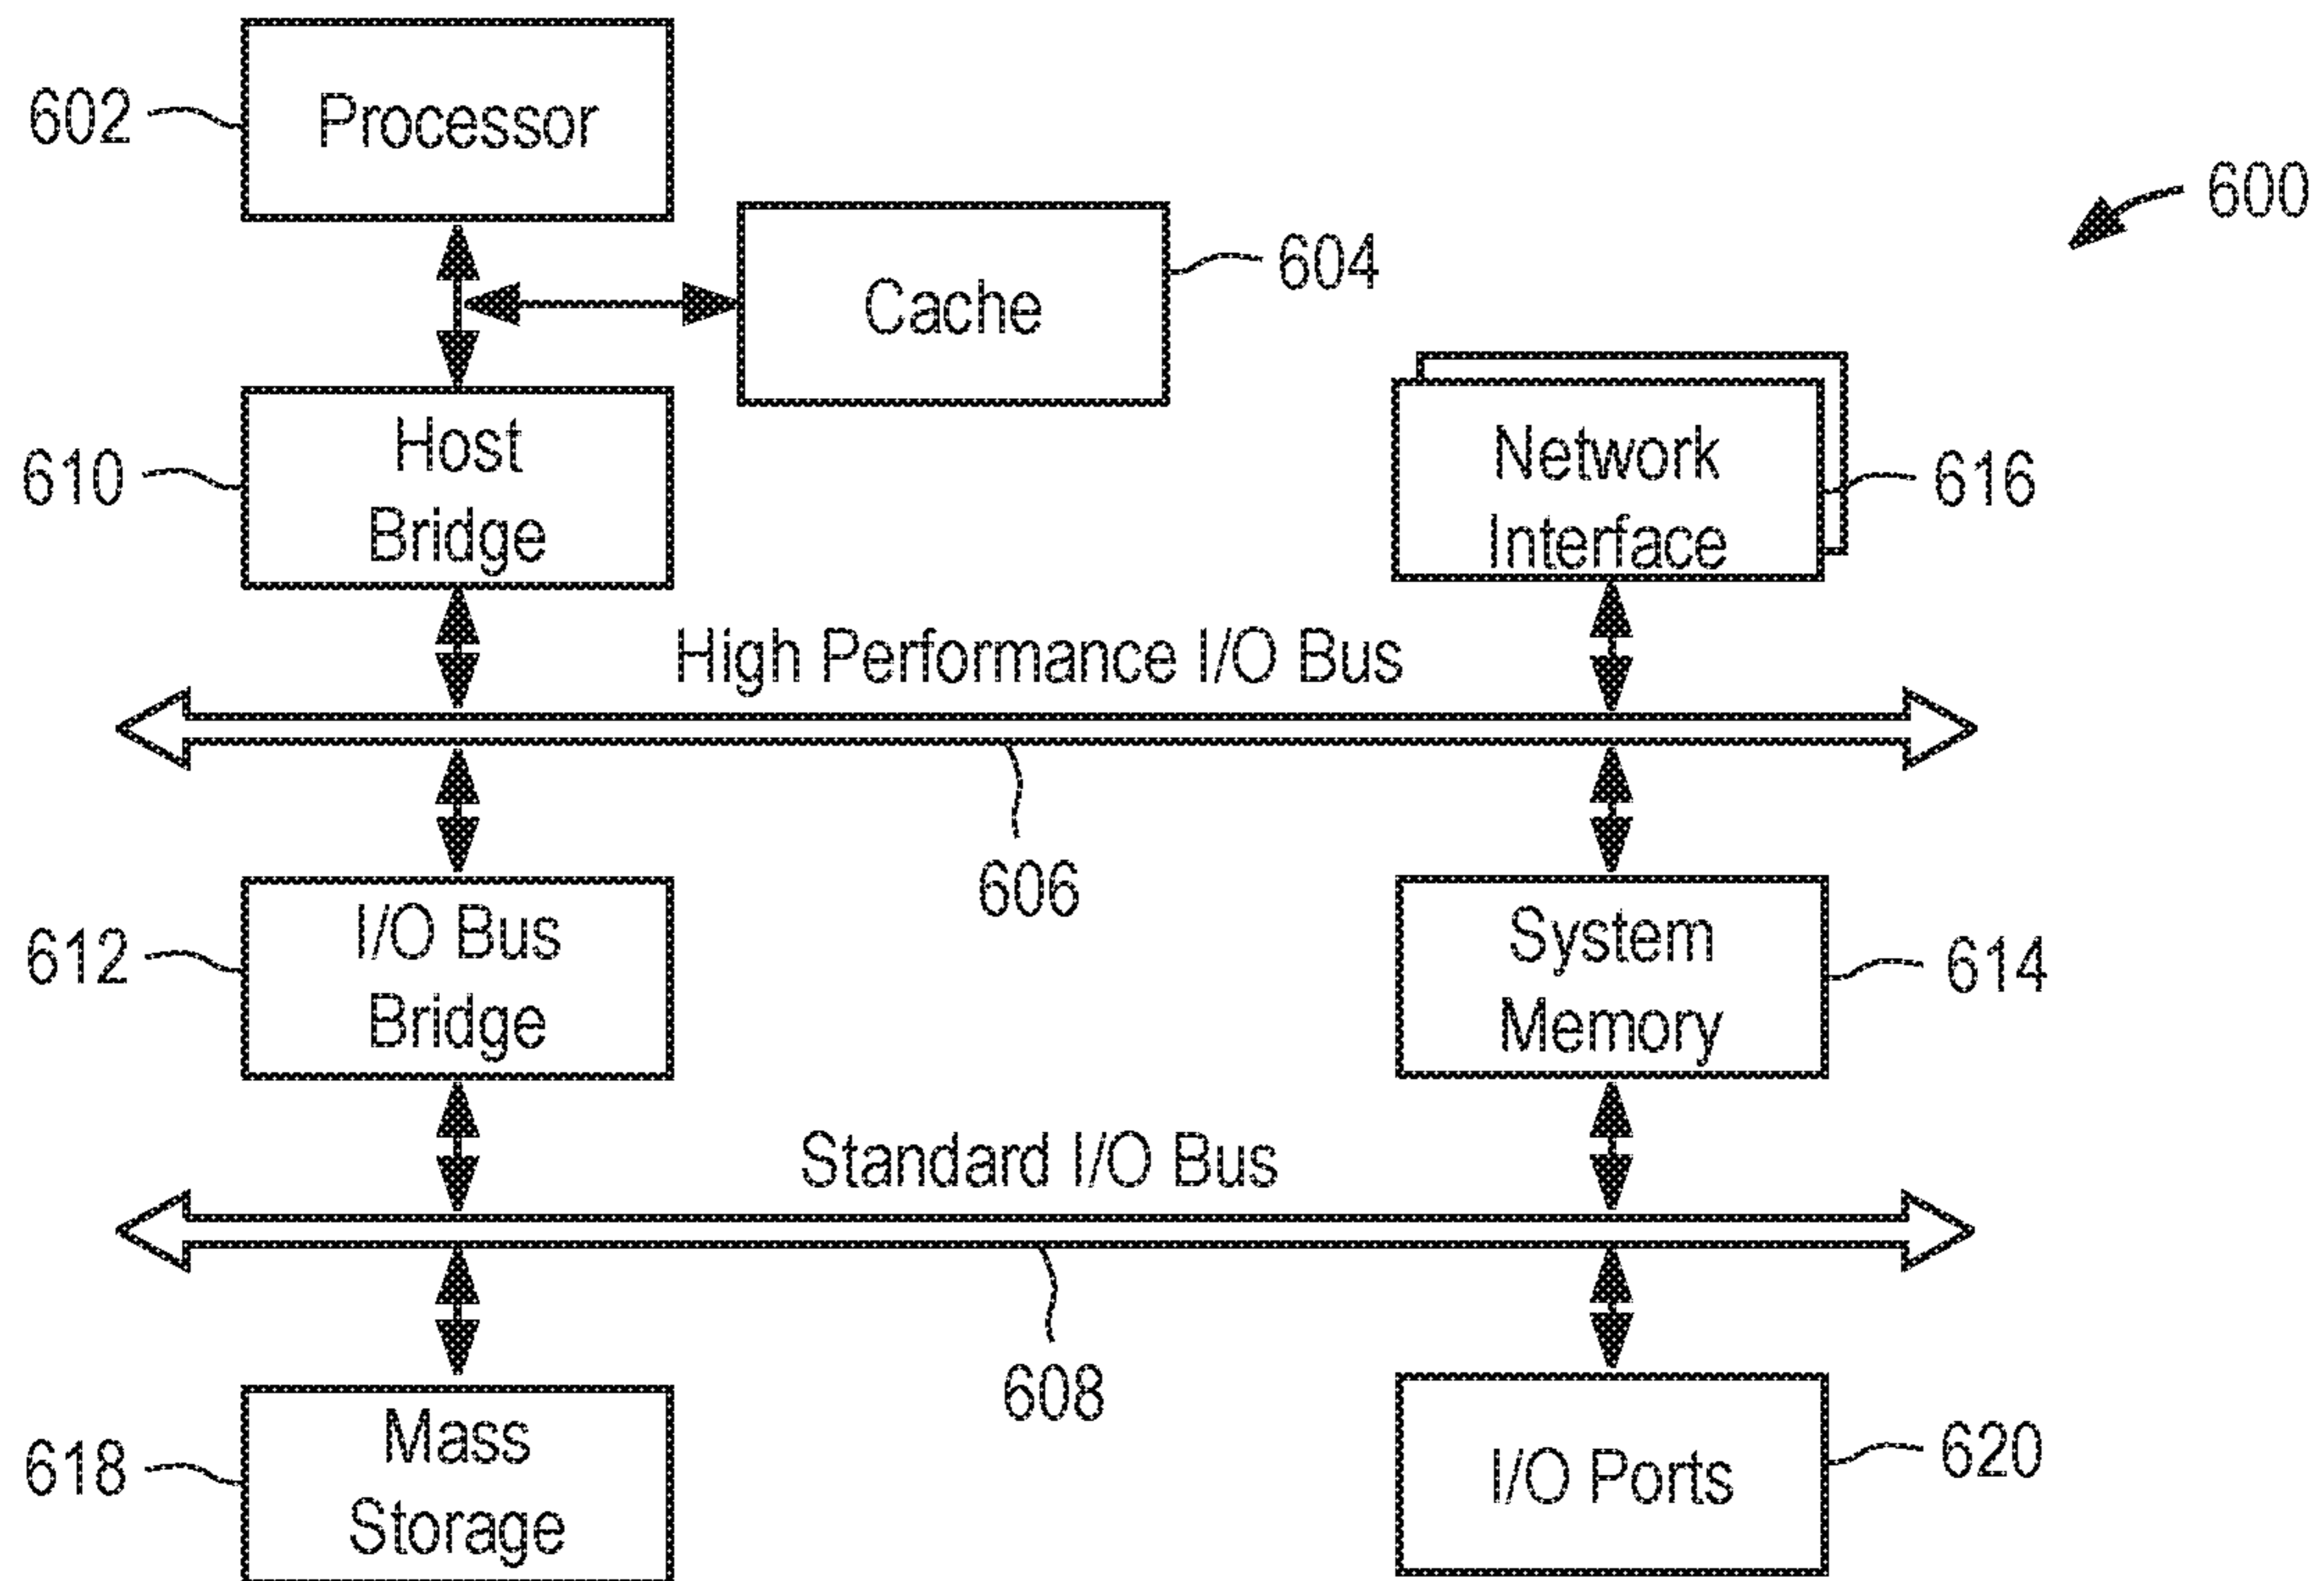 602
Processor
600
604
Cache
610
Host
Bridge
Network
Interface
616
High Performance I/O Bus
606
612
I/O Bus
Bridge
System
Memory
614
Standard I/O Bus
608
618
Mass
Storage
I/O Ports
620